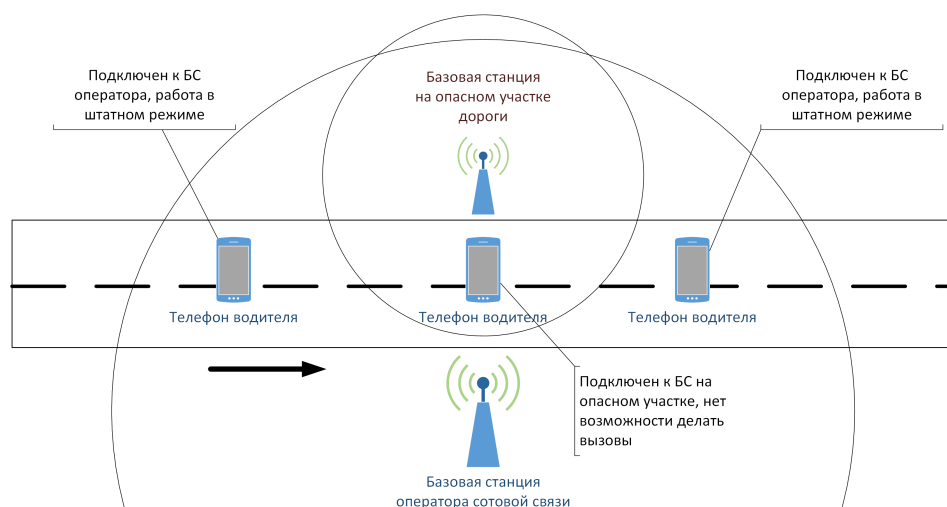 Подключен к БС
оператора, работа в
штатном режиме
Базовая станция
на опасном участке
дороги
Подключен к БС
оператора, работа в
штатном режиме
Телефон водителя
Телефон водителя
Телефон водителя
Подключен к БС на
опасном участке, нет
возможности делать
вызовы
Базовая станция
оператора сотовой связи